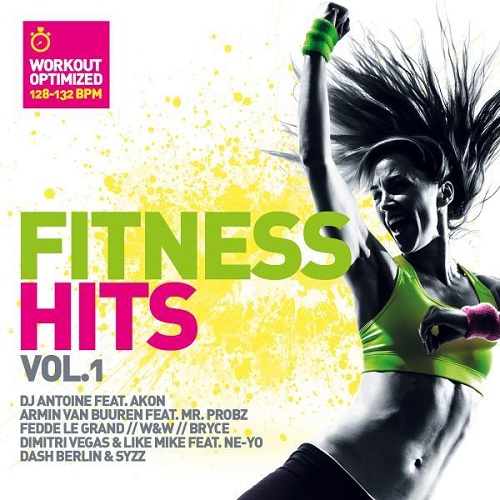 WORKOUT
OPTIMIZED
128-132 BPM
FITNESS
HITS
VOL.1
DJ ANTOINE FEAT. AKON
ARMIN VAN BUUREN FEAT. MR. PROBZ
FEDDE LE GRAND // W&W // BRYCE
DIMITRI VEGAS & LIKE MIKE FEAT. NE-YO
DASH BERLIN & SYZZ